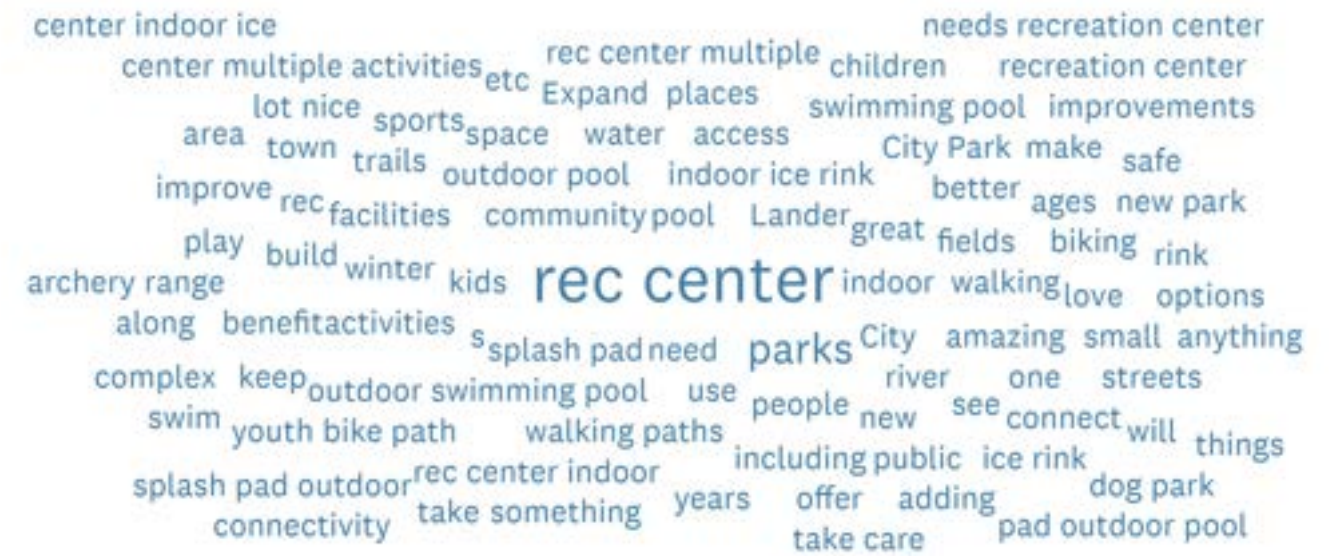 center indoor ice needs recreation center
center multiple activities etc rec center multiple children recreation center
lot nice sports Expand places swimming pool improvements
area town trails space water access City Park make safe
improve rec outdoor pool indoor ice rink better ages new park
play build facilities community pool Lander great fields biking rink
archery range winter kids rec center indoor walking love options
along benefit activities s splash pad need parks City amazing small anything
complex keep outdoor swimming pool use people river one streets
swim youth bike path walking paths new see connect will things
splash pad outdoor rec center indoor including public ice rink dog park
connectivity take something years offer adding pad outdoor pool
take care